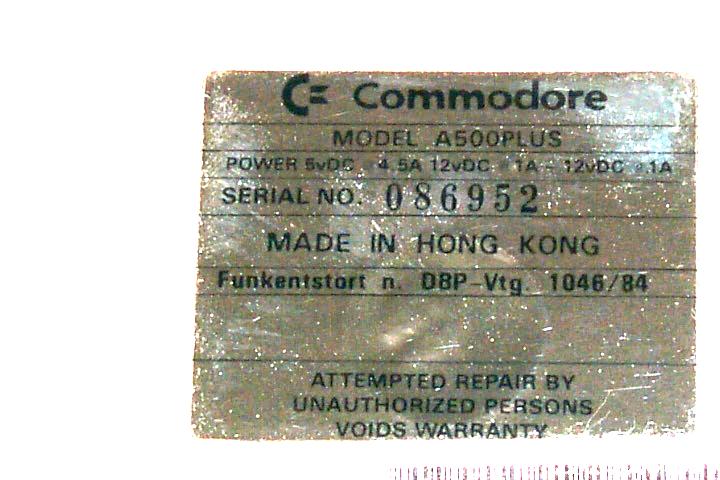 Commodore
MODEL A500PLUS
POWER 5vDC 4.5A 12vDC 1A - 12vDC .1A
SERIAL NO. 086952
MADE IN HONG KONG
Funkentstort n. DBP-Vtg. 1046/84
ATTEMPTED REPAIR BY
UNAUTHORIZED PERSONS
VOIDS WARRANTY